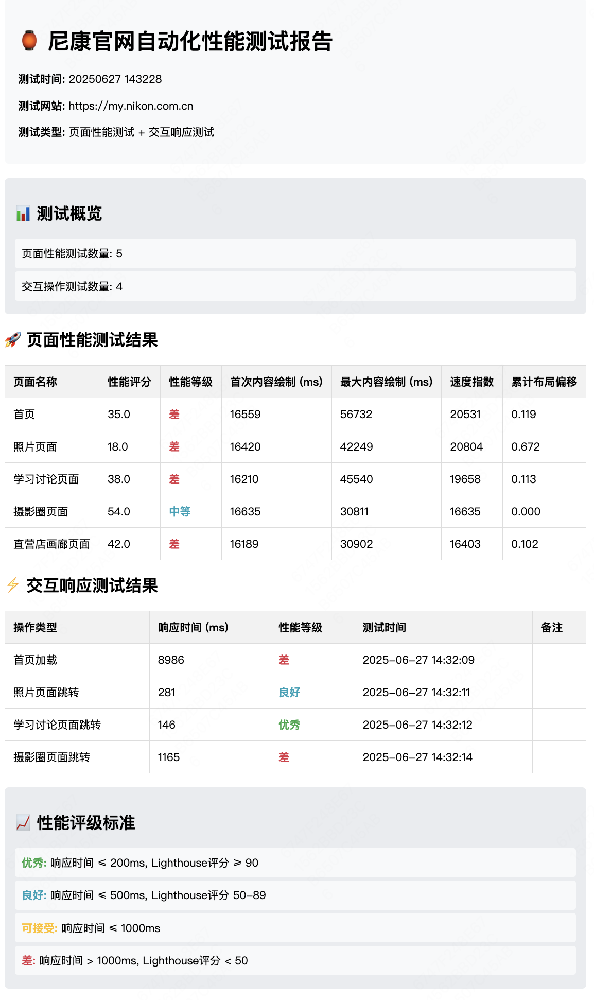 尼康官网自动化性能测试报告
测试时间: 20250627 143228
测试网站: https://my.nikon.com.cn
测试类型: 页面性能测试 + 交互响应测试
测试概览
页面性能测试数量: 5
交互操作测试数量: 4
页面性能测试结果
页面名称 性能评分 性能等级 首次内容绘制 (ms) 最大内容绘制 (ms) 速度指数 累计布局偏移
首页 35.0 差 16559 56732 20531 0.119
照片页面 18.0 差 16420 42249 20804 0.672
学习讨论页面 38.0 差 16210 45540 19658 0.113
摄影圈页面 54.0 中等 16635 30811 16635 0.000
直营店画廊页面 42.0 差 16189 30902 16403 0.102
交互响应测试结果
操作类型 响应时间 (ms) 性能等级 测试时间 备注
首页加载 8986 差 2025-06-27 14:32:09
照片页面跳转 281 良好 2025-06-27 14:32:11
学习讨论页面跳转 146 优秀 2025-06-27 14:32:12
摄影圈页面跳转 1165 差 2025-06-27 14:32:14
性能评级标准
优秀: 响应时间 ≤ 200ms, Lighthouse评分 ≥ 90
良好: 响应时间 ≤ 500ms, Lighthouse评分 50-89
可接受: 响应时间 ≤ 1000ms
差: 响应时间 > 1000ms, Lighthouse评分 < 50